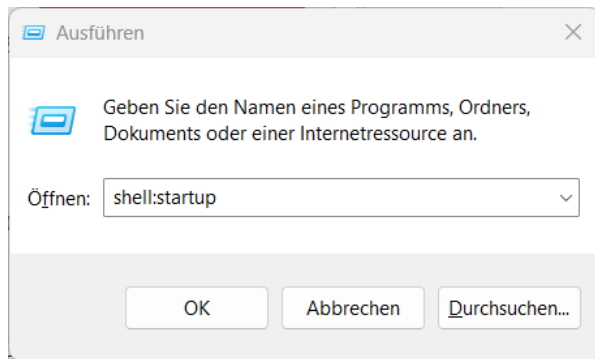 Ausführen
Geben Sie den Namen eines Programms, Ordners,
Dokuments oder einer Internetressource an.
Öffnen: shell:startup
OK Abbrechen Durchsuchen...